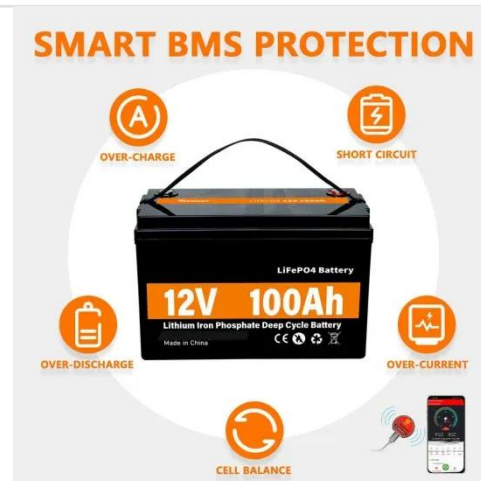 SMART BMS PROTECTION
A
OVER-CHARGE
SHORT CIRCUIT
LiFePO4 Battery
12V 100Ah
Lithium Iron Phosphate Deep Cycle Battery
Made in China
CE
OVER-DISCHARGE
OVER-CURRENT
CELL BALANCE